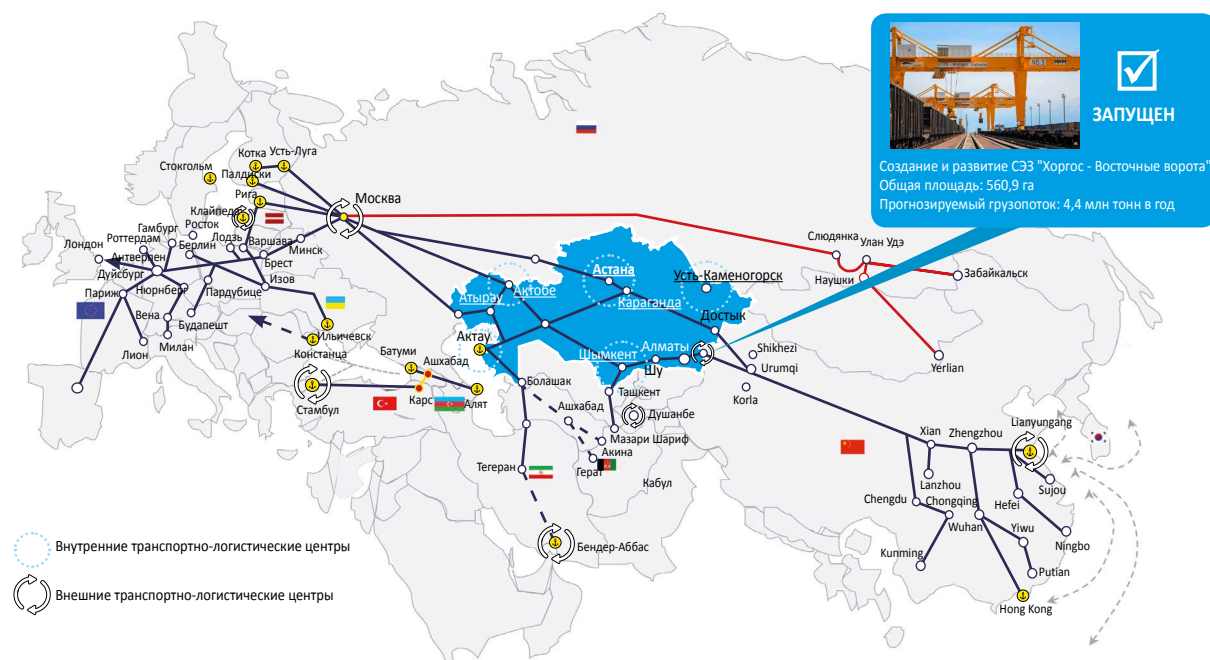 NO.1
ЗАПУЩЕН
Создание и развитие СЭЗ "Хоргос - Восточные ворота"
Общая площадь: 560,9 га
Прогнозируемый грузопоток: 4,4 млн тонн в год
Котка
Усть-Луга
Стокгольм
Палдиски
Рига
Москва
Клайпеда
Гамбург
Росток
Лондон
Роттердам
Берлин
Лодзь
Варшава
Минск
Антверпен
Брест
Дуйсбург
Париж
Нюрнберг
Пардубице
Изов
Вена
Будапешт
Лион
Милан
Ильичевск
Констанца
Стамбул
Батуми
Ашхабад
Карс
Алят
Слюдянка
Улан Удэ
Наушки
Забайкальск
Yerlian
Астана
Усть-Каменогорск
Атырау
Актобе
Караганда
Достык
Актау
Алматы
Шымкент
Шу
Shikhezi
Urumqi
Korla
Болашак
Ташкент
Ашхабад
Душанбе
Мазари Шариф
Акина
Герат
Кабул
Тегеран
Бендер-Аббас
Xian
Zhengzhou
Lianyungang
Lanzhou
Sujou
Chengdu
Chongqing
Hefei
Wuhan
Yiwu
Ningbo
Kunming
Putian
Hong Kong
Внутренние транспортно-логистические центры
Внешние транспортно-логистические центры